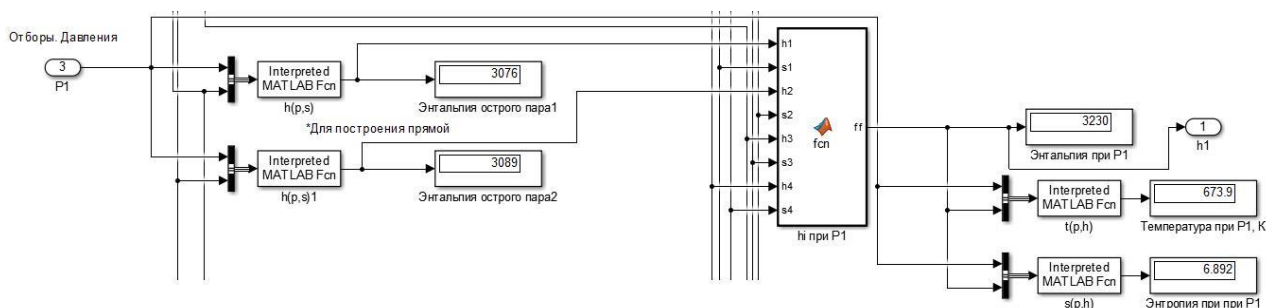 Отборы. Давления
3
P1
Interpreted
MATLAB Fcn
h(p,s)
3076
Энтальпия острого пара1
*Для построения прямой
Interpreted
MATLAB Fcn
h(p,s)1
3089
Энтальпия острого пара2
h1
s1
h2
s2
h3
s3
h4
s4
fcn
ff
hi при P1
3230
Энтальпия при P1
1
h1
Interpreted
MATLAB Fcn
t(p,h)
673.9
Температура при P1, К
Interpreted
MATLAB Fcn
s(p,h)
6.892
Энтропия при при P1